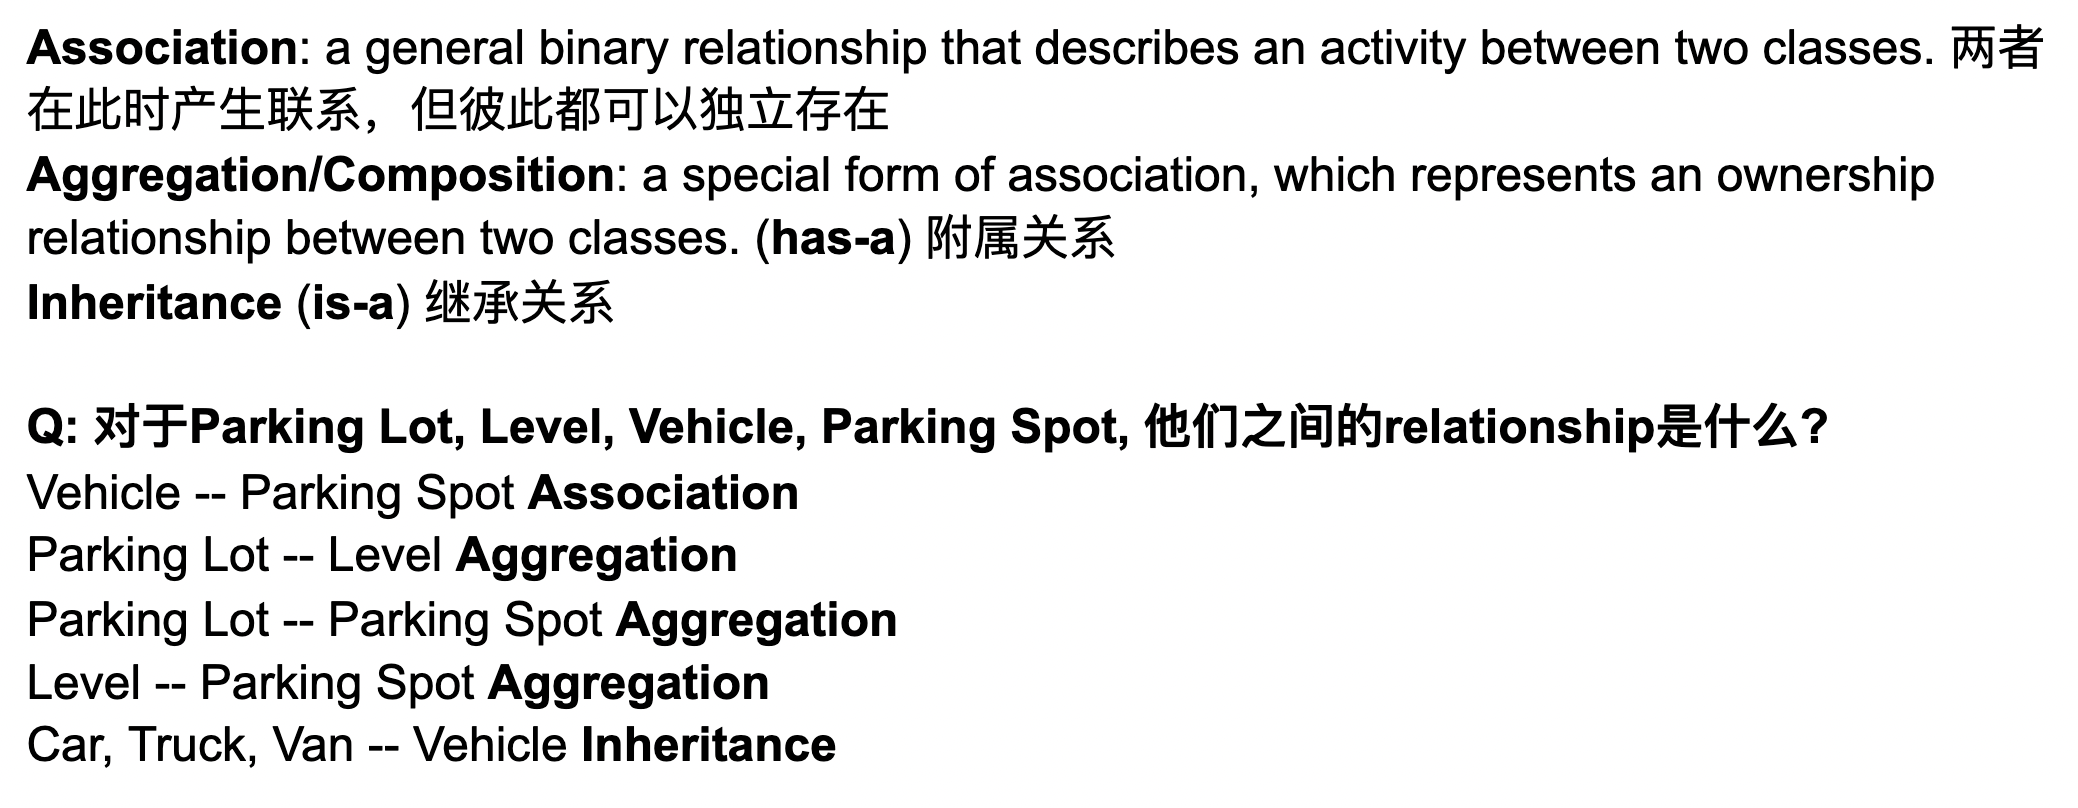 Association: a general binary relationship that describes an activity between two classes. 两者
在此时产生联系，但彼此都可以独立存在
Aggregation/Composition: a special form of association, which represents an ownership
relationship between two classes. (has-a) 附属关系
Inheritance (is-a) 继承关系
Q: 对于Parking Lot, Level, Vehicle, Parking Spot, 他们之间的relationship是什么?
Vehicle -- Parking Spot Association
Parking Lot -- Level Aggregation
Parking Lot -- Parking Spot Aggregation
Level -- Parking Spot Aggregation
Car, Truck, Van -- Vehicle Inheritance